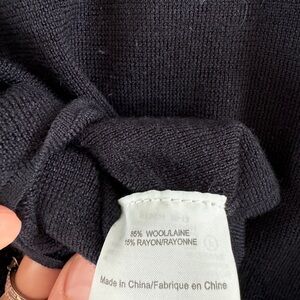 85% WOOL/LAINE
15% RAYON/RAYONNE
Made in China/Fabrique en Chine